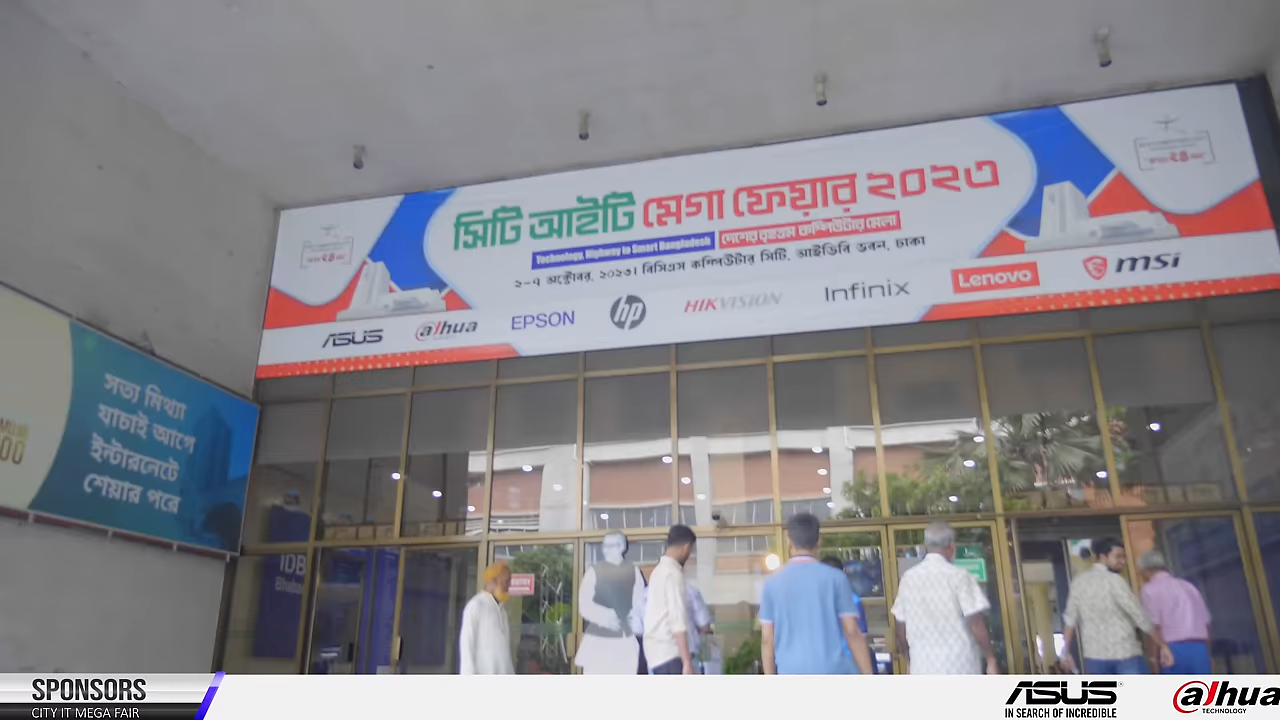 সিটি আইটি মেগা ফেয়ার ২০২৩
Technology, Highway to Smart Bangladesh
দেশের বৃহত্তম কম্পিউটার মেলা
২-৭ অক্টোবর, ২০২৩। বিসিএস কম্পিউটার সিটি, আইডিবি ভবন, ঢাকা
ASUS alhua EPSON hp HIKVISION Infinix Lenovo msi
সত্য মিথ্যা
যাচাই আগে
ইন্টারনেটে
শেয়ার পরে
00
IDB
SPONSORS
CITY IT MEGA FAIR
ASUS
IN SEARCH OF INCREDIBLE
alhua
TECHNOLOGY